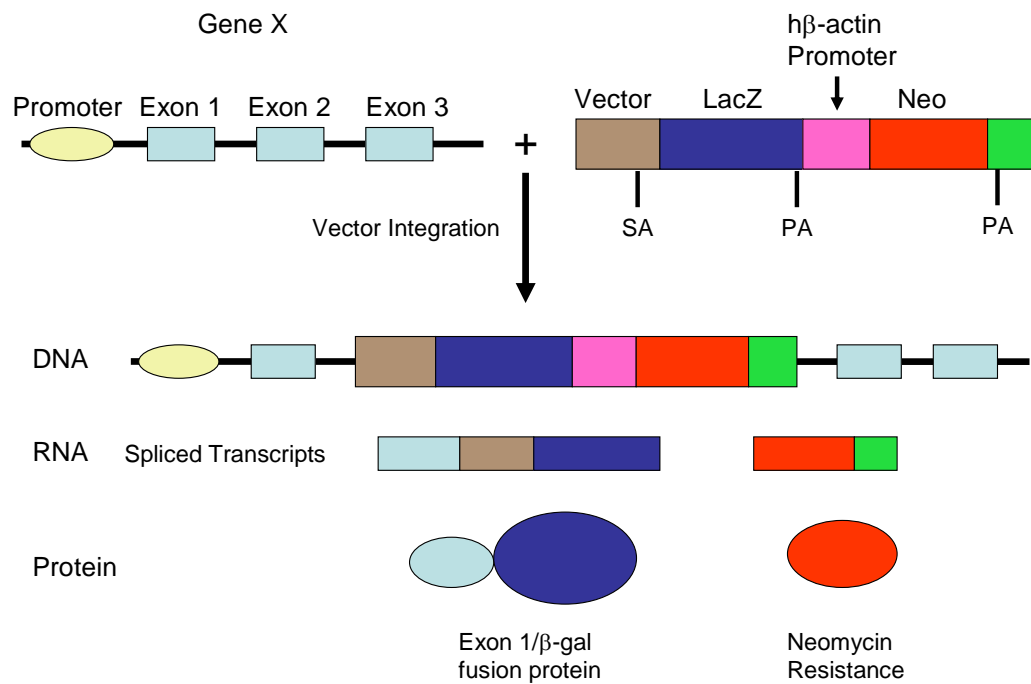 Gene X
hβ-actin
Promoter
Promoter
Exon 1
Exon 2
Exon 3
Vector
LacZ
Neo
+
SA
PA
PA
Vector Integration
DNA
RNA
Spliced Transcripts
Protein
Exon 1/β-gal
fusion protein
Neomycin
Resistance